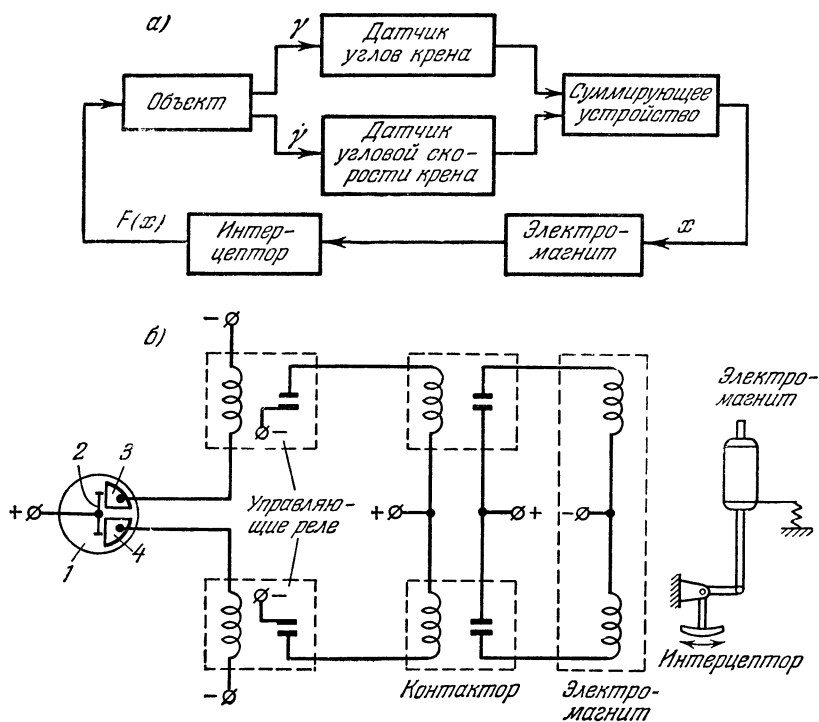 а)
γ
Датчик
углов крена
Объект
Суммирующее
устройство
γ̇
Датчик
угловой ско-
рости крена
F(x)
Интер-
цептор
Электро-
магнит
x
б)
−
Электро-
магнит
−
2
3
+
Управляю-
щие реле
+
+
−
1
4
−
Интерцептор
−
Контактор
Электро-
магнит